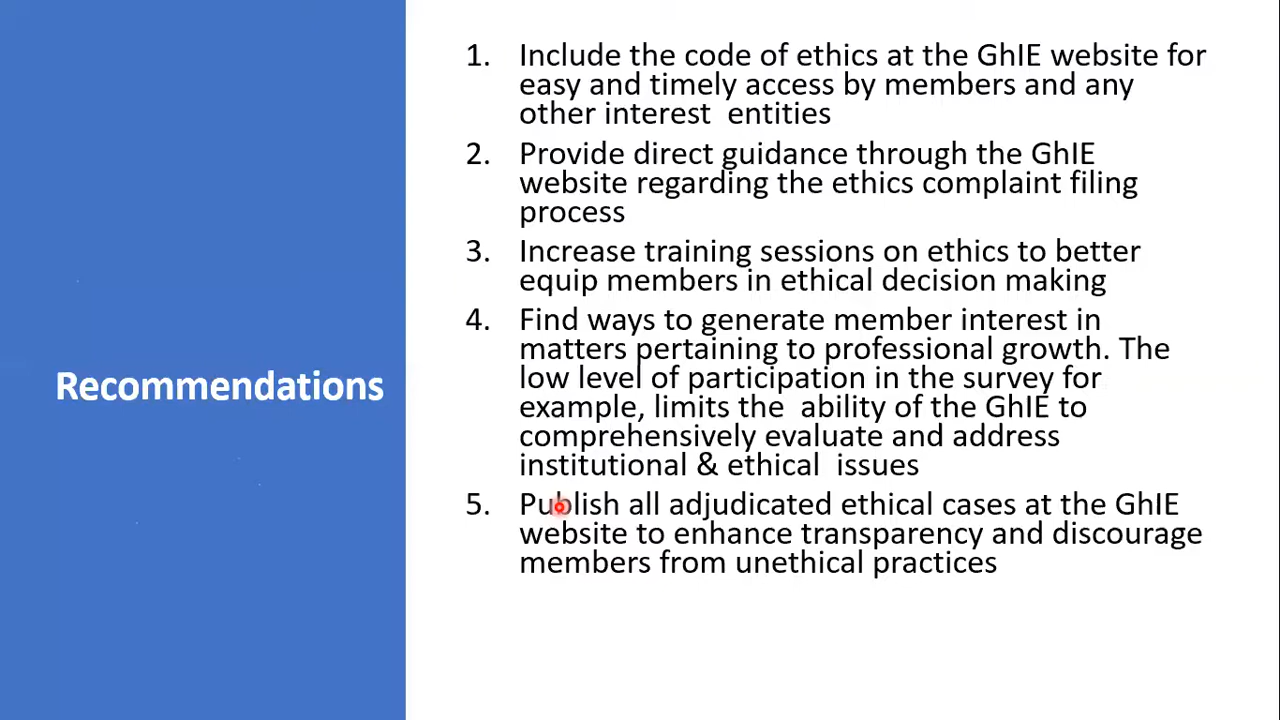 Recommendations
1. Include the code of ethics at the GhIE website for
easy and timely access by members and any
other interest entities
2. Provide direct guidance through the GhIE
website regarding the ethics complaint filing
process
3. Increase training sessions on ethics to better
equip members in ethical decision making
4. Find ways to generate member interest in
matters pertaining to professional growth. The
low level of participation in the survey for
example, limits the ability of the GhIE to
comprehensively evaluate and address
institutional & ethical issues
5. Publish all adjudicated ethical cases at the GhIE
website to enhance transparency and discourage
members from unethical practices